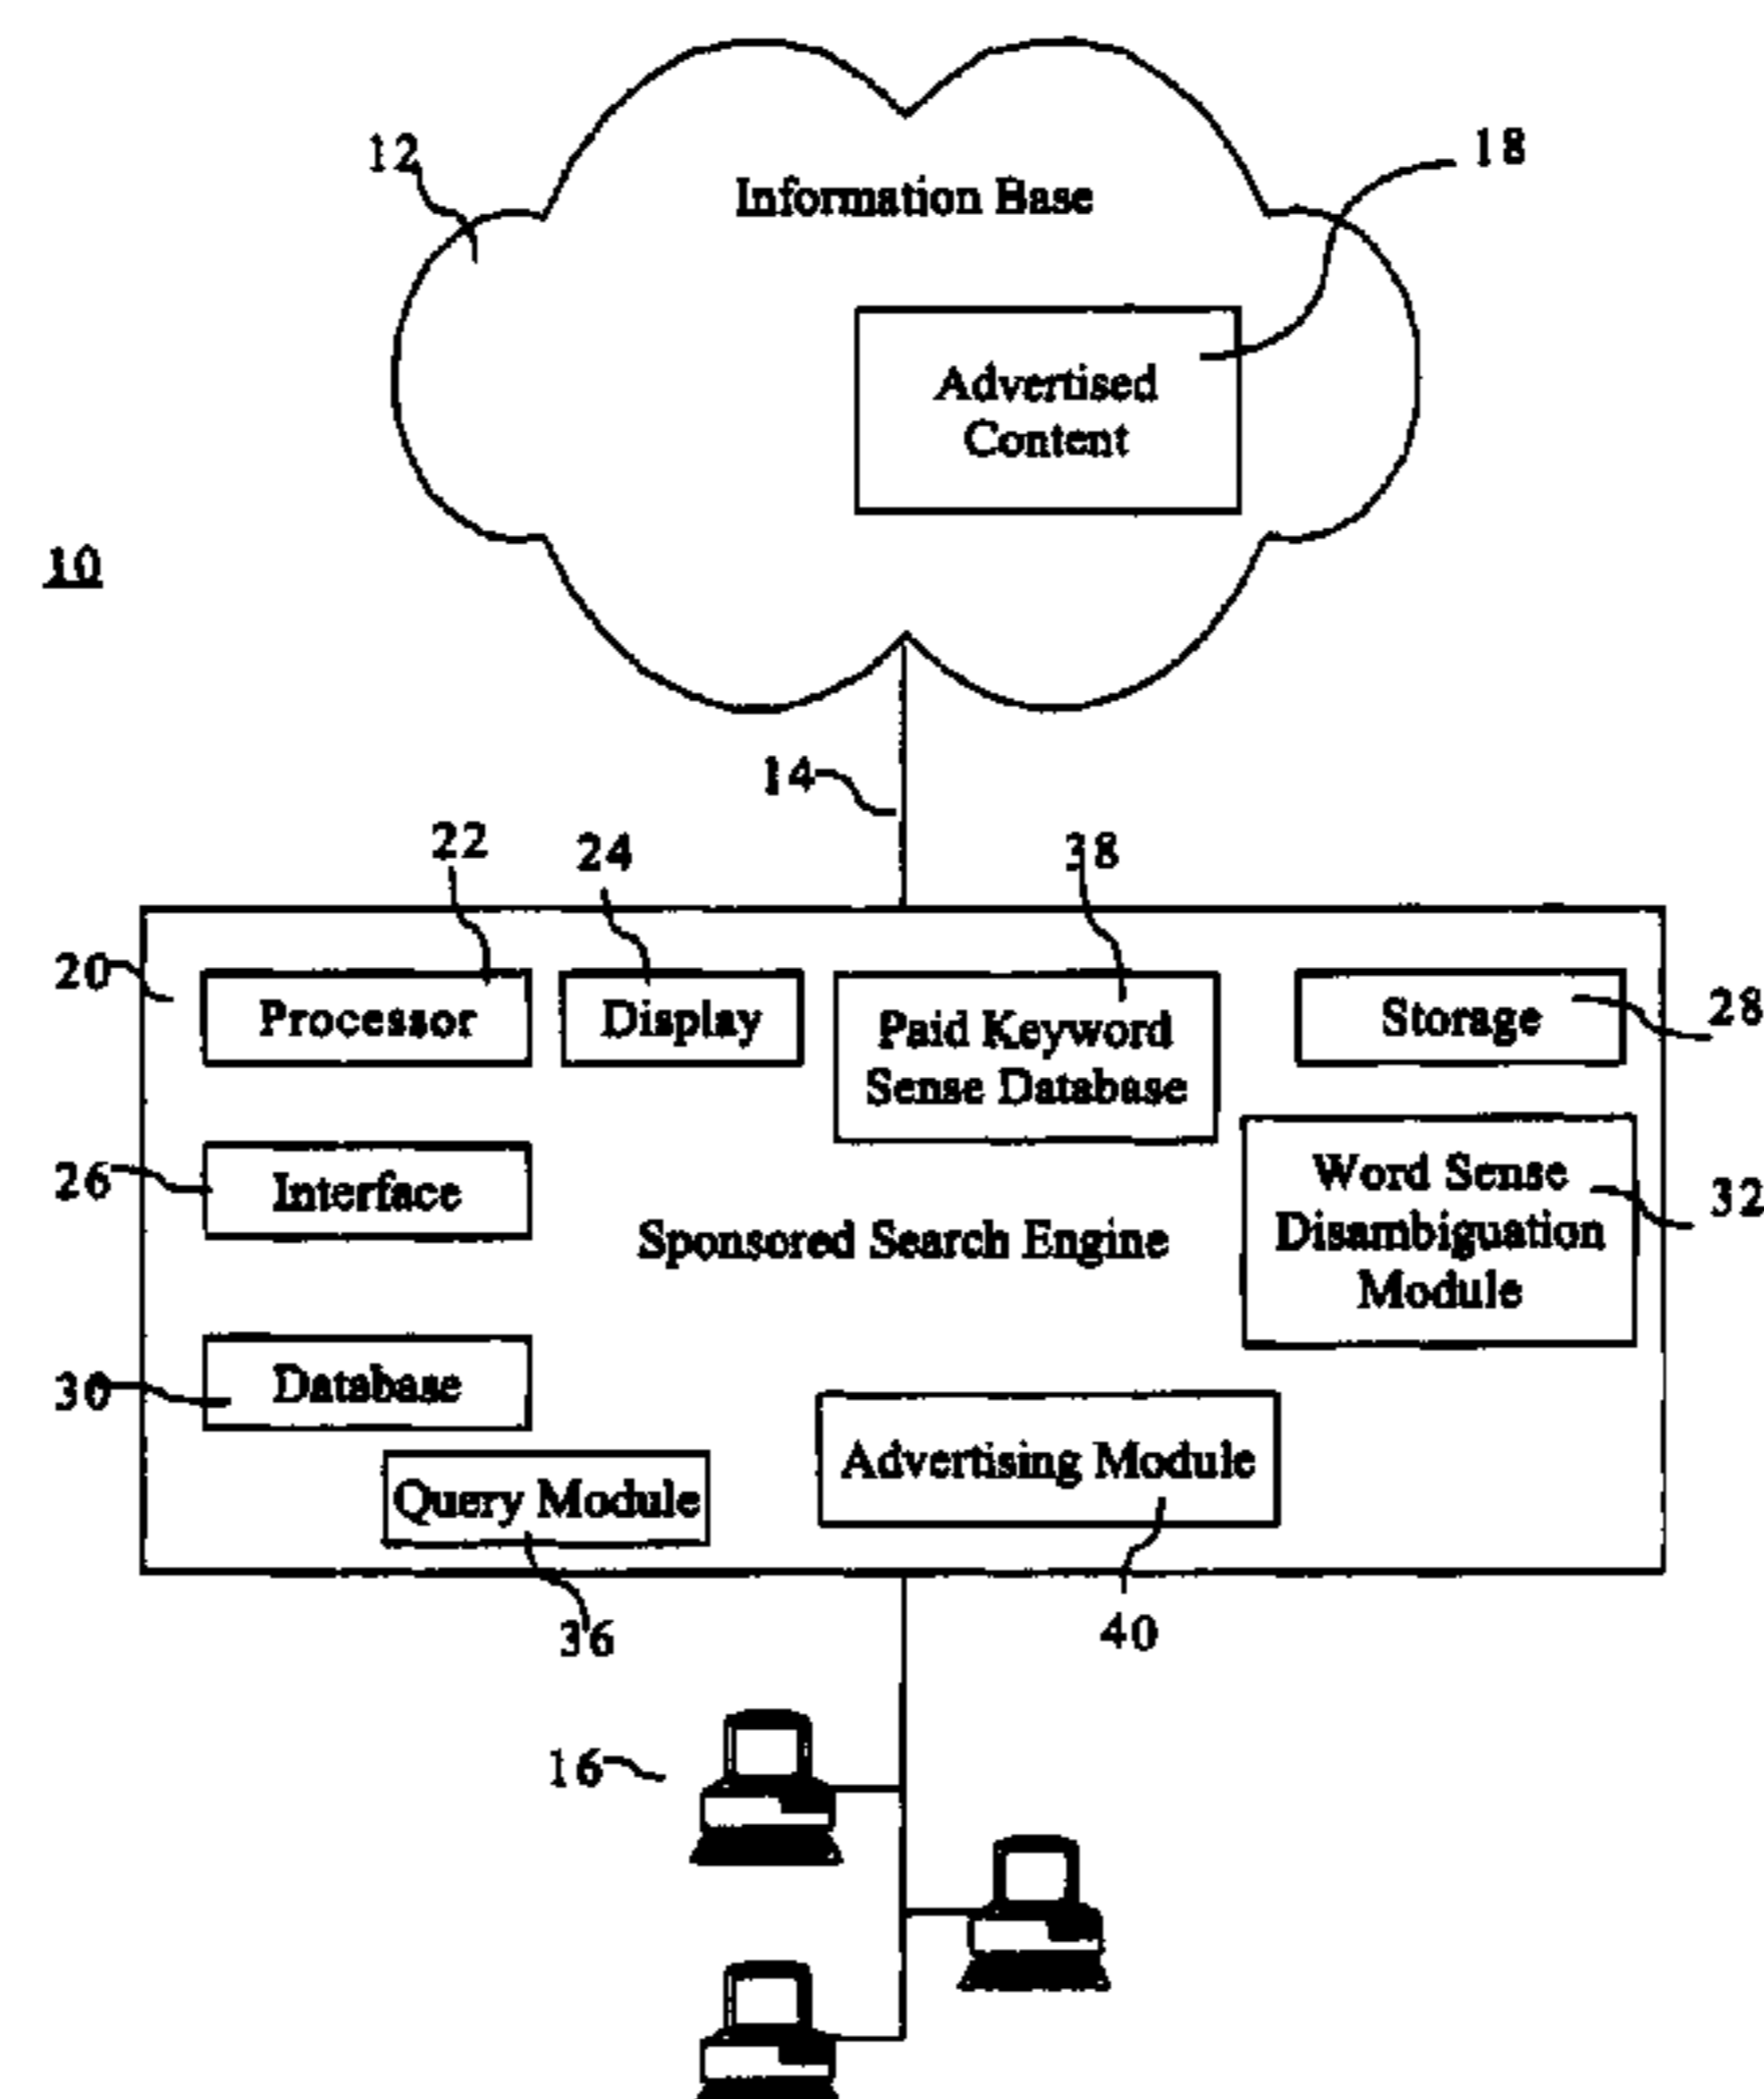 12
18
Information Base
Advertised
Content
10
14
22
24
38
20
Processor
Display
Paid Keyword
Sense Database
Storage
28
26
Interface
Word Sense
Disambiguation
Module
32
Sponsored Search Engine
30
Database
Advertising Module
Query Module
36
40
16